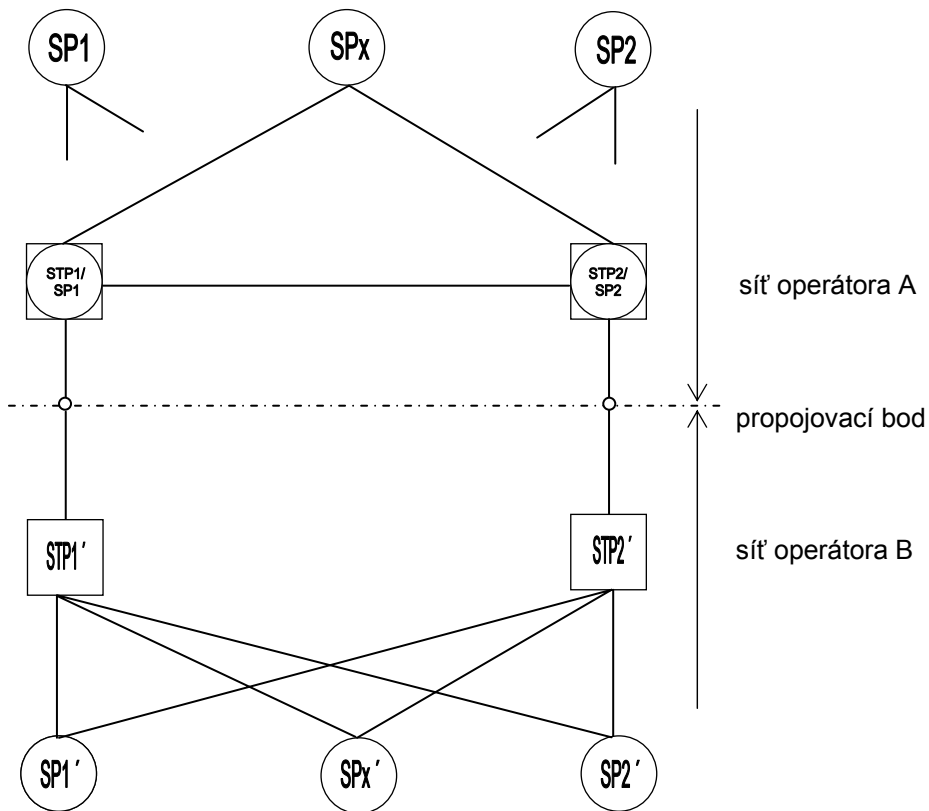 SP1
SPx
SP2
STP1/
SP1
STP2/
SP2
síť operátora A
propojovací bod
STP1´
STP2´
síť operátora B
SP1´
SPx´
SP2´